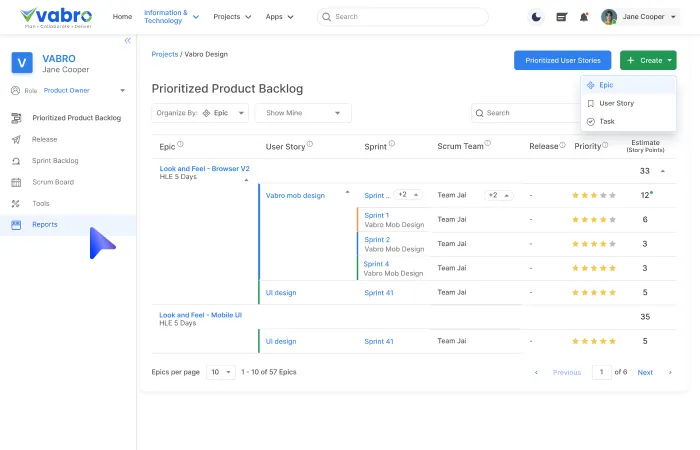 vabro
Plan • Collaborate • Deliver
Home
Information &
Technology
Projects
Apps
Search
Jane Cooper
V
VABRO
Jane Cooper
Role Product Owner
Prioritized Product Backlog
Release
Sprint Backlog
Scrum Board
Tools
Reports
Projects / Vabro Design
Prioritized User Stories
+ Create
Epic
User Story
Task
Prioritized Product Backlog
Organize By: Epic
Show Mine
Search
Epic User Story Sprint Scrum Team Release Priority Estimate
(Story Points)
Look and Feel - Browser V2 33
HLE 5 Days
Vabro mob design Sprint .. +2 Team Jai +2 - 12
Sprint 1 Team Jai - 6
Vabro Mob Design
Sprint 2 Team Jai - 3
Vabro Mob Design
Sprint 4 Team Jai - 3
Vabro Mob Design
UI design Sprint 41 Team Jai - 5
Look and Feel - Mobile UI 35
HLE 5 Days
UI design Sprint 41 Team Jai - 5
Epics per page 10 1 - 10 of 57 Epics ‹ Previous 1 of 6 Next ›